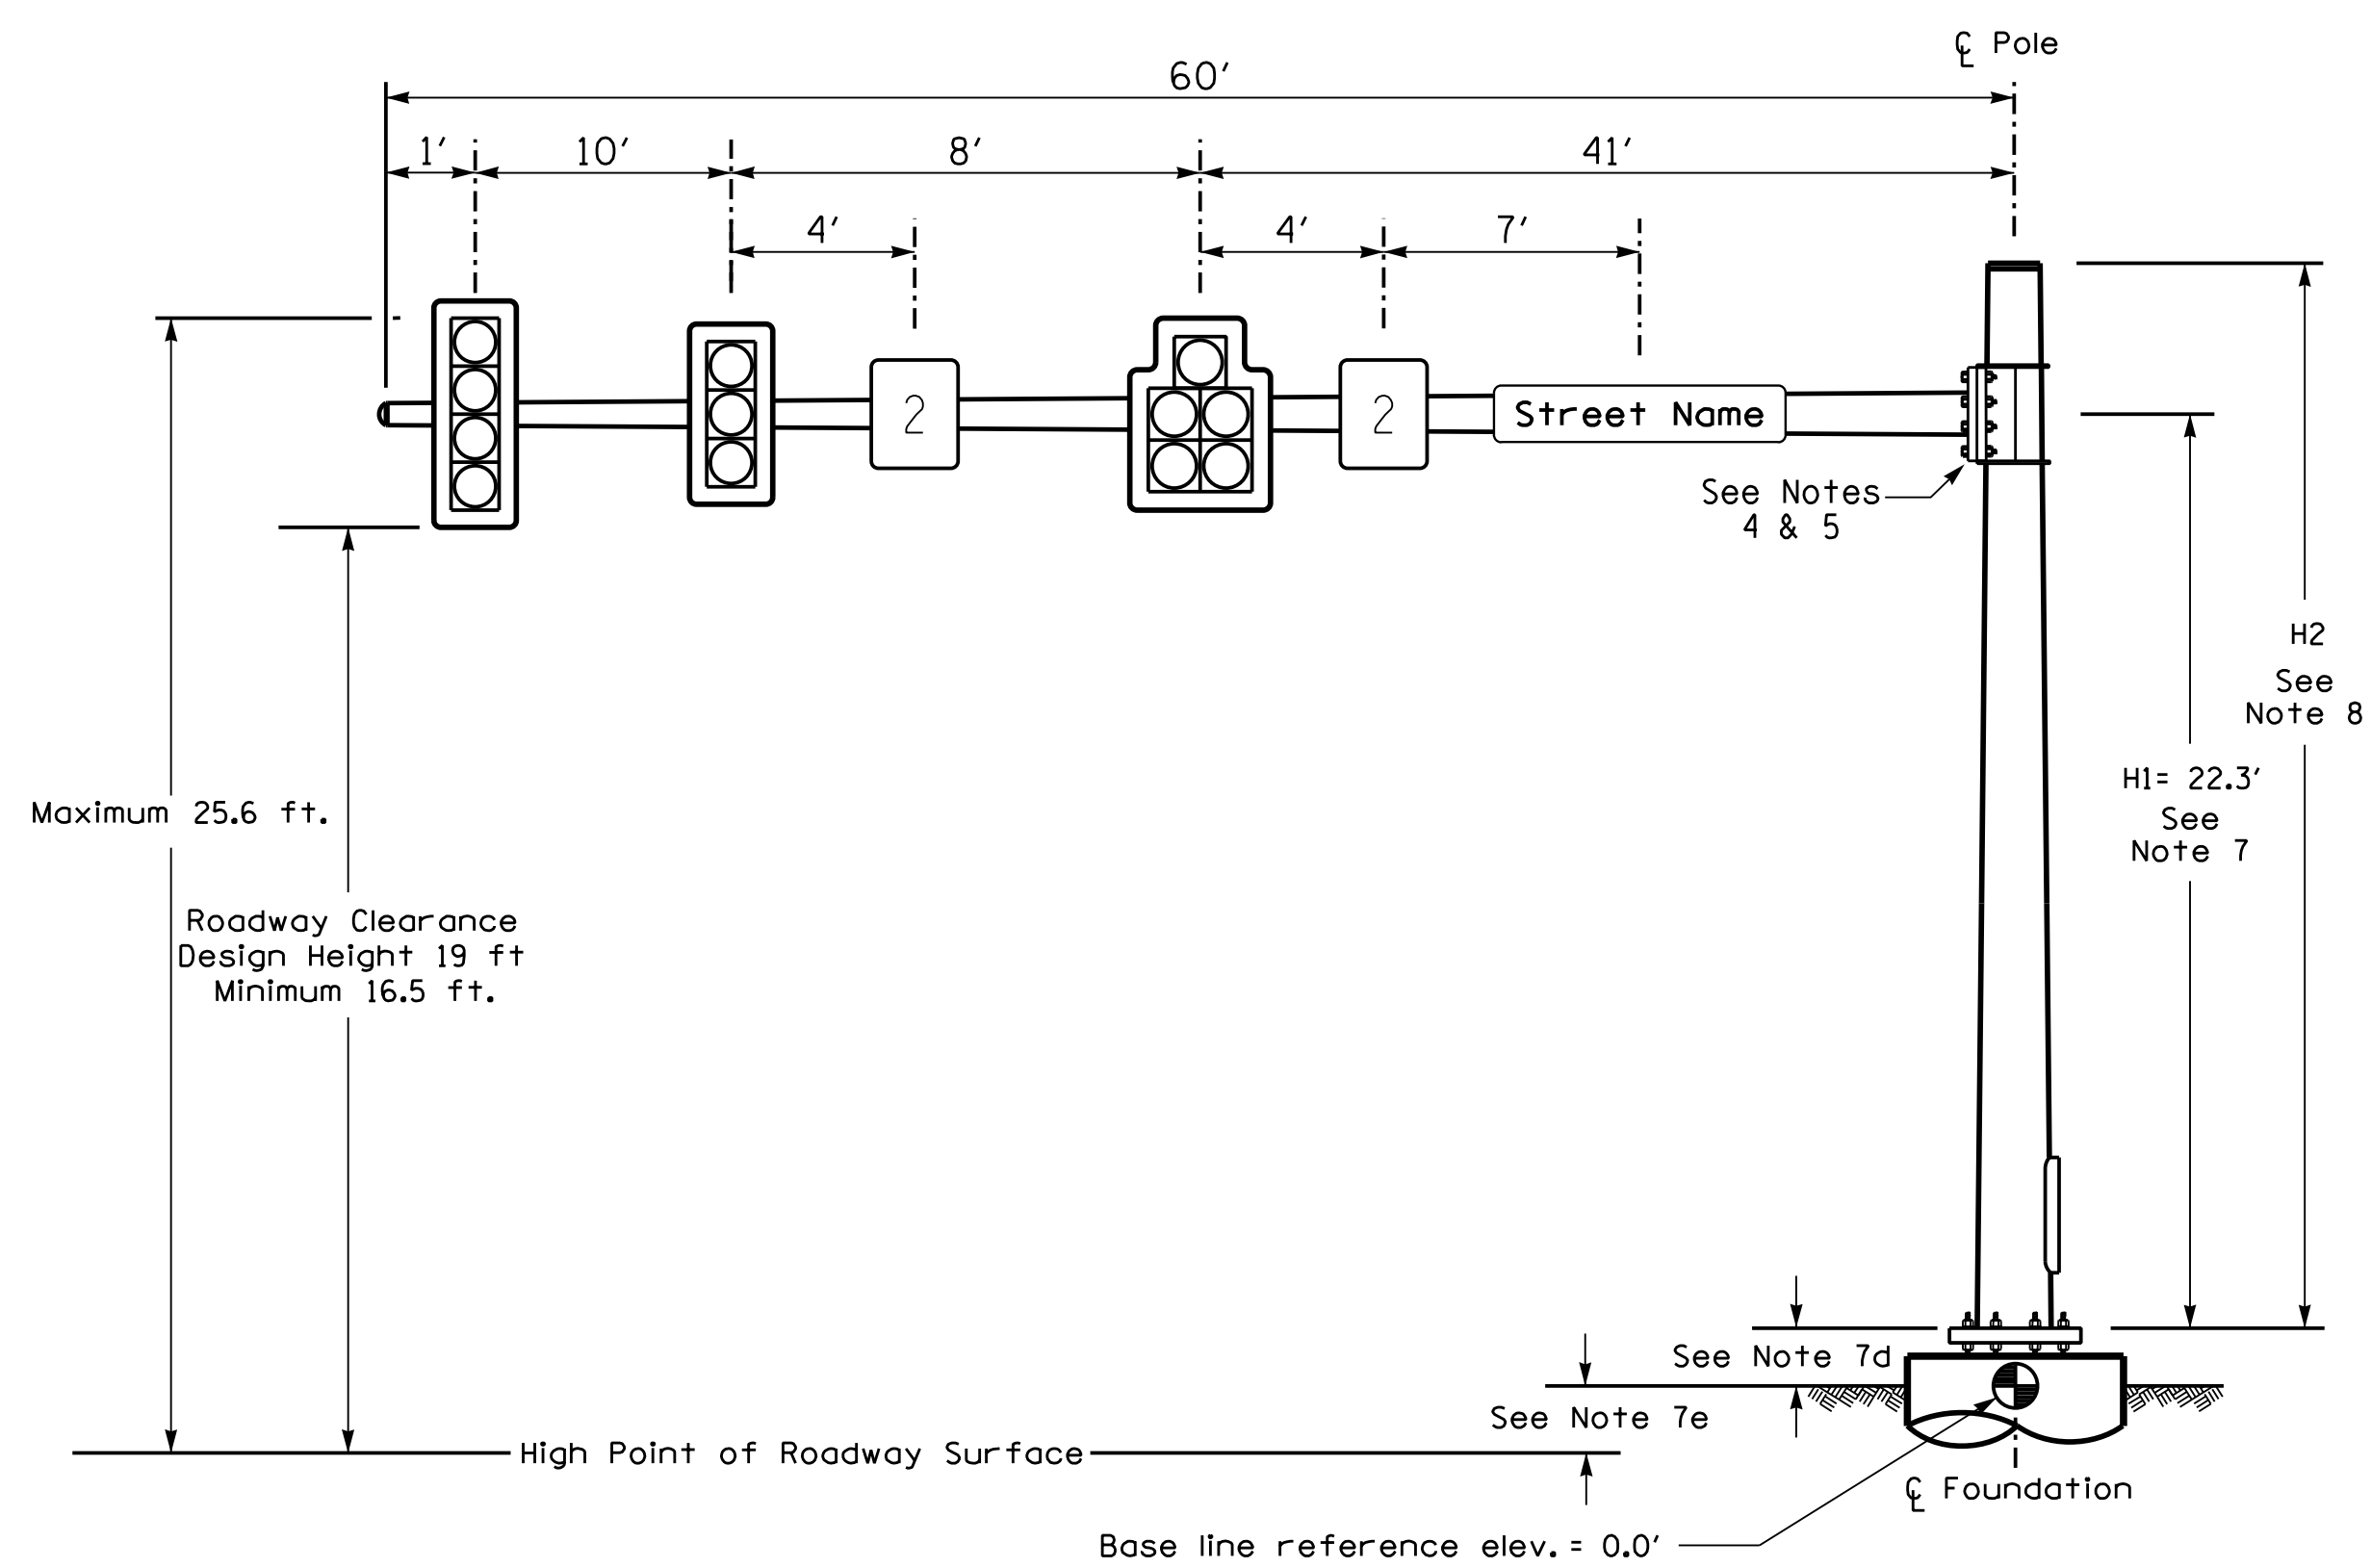 ℄ Pole
60'
1'
10'
8'
41'
4'
4'
7'
2
2
Street Name
See Notes
4 & 5
H2
See
Note 8
H1= 22.3'
See
Note 7
Maximum 25.6 ft.
Roadway Clearance
Design Height 19 ft
Minimum 16.5 ft.
See Note 7d
See Note 7e
High Point of Roadway Surface
℄ Foundation
Base line reference elev. = 0.0'